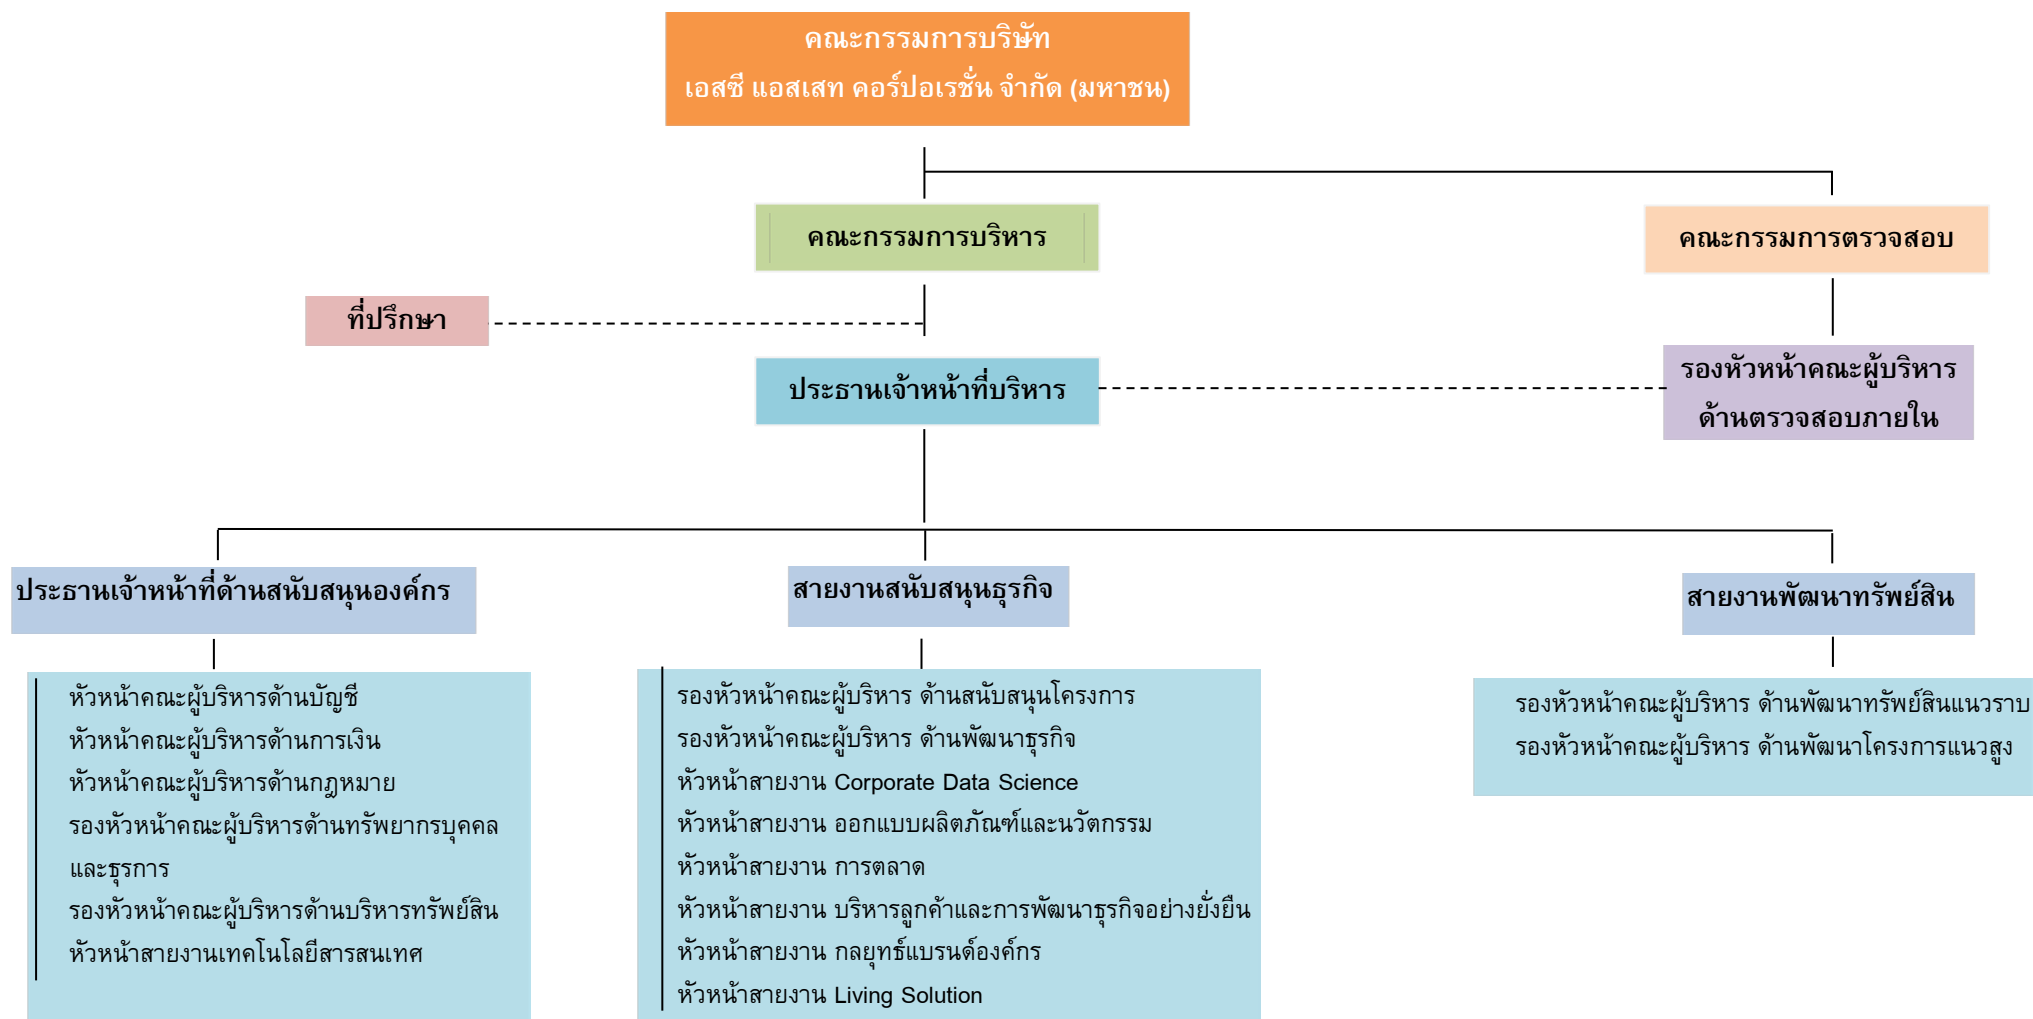 คณะกรรมการบริษัท
เอสซี แอสเสท คอร์ปอเรชั่น จำกัด (มหาชน)
คณะกรรมการบริหาร
คณะกรรมการตรวจสอบ
ที่ปรึกษา
ประธานเจ้าหน้าที่บริหาร
รองหัวหน้าคณะผู้บริหาร
ด้านตรวจสอบภายใน
ประธานเจ้าหน้าที่ด้านสนับสนุนองค์กร
หัวหน้าคณะผู้บริหารด้านบัญชี
หัวหน้าคณะผู้บริหารด้านการเงิน
หัวหน้าคณะผู้บริหารด้านกฎหมาย
รองหัวหน้าคณะผู้บริหารด้านทรัพยากรบุคคล
และธุรการ
รองหัวหน้าคณะผู้บริหารด้านบริหารทรัพย์สิน
หัวหน้าสายงานเทคโนโลยีสารสนเทศ
สายงานสนับสนุนธุรกิจ
รองหัวหน้าคณะผู้บริหาร ด้านสนับสนุนโครงการ
รองหัวหน้าคณะผู้บริหาร ด้านพัฒนาธุรกิจ
หัวหน้าสายงาน Corporate Data Science
หัวหน้าสายงาน ออกแบบผลิตภัณฑ์และนวัตกรรม
หัวหน้าสายงาน การตลาด
หัวหน้าสายงาน บริหารลูกค้าและการพัฒนาธุรกิจอย่างยั่งยืน
หัวหน้าสายงาน กลยุทธ์แบรนด์องค์กร
หัวหน้าสายงาน Living Solution
สายงานพัฒนาทรัพย์สิน
รองหัวหน้าคณะผู้บริหาร ด้านพัฒนาทรัพย์สินแนวราบ
รองหัวหน้าคณะผู้บริหาร ด้านพัฒนาโครงการแนวสูง